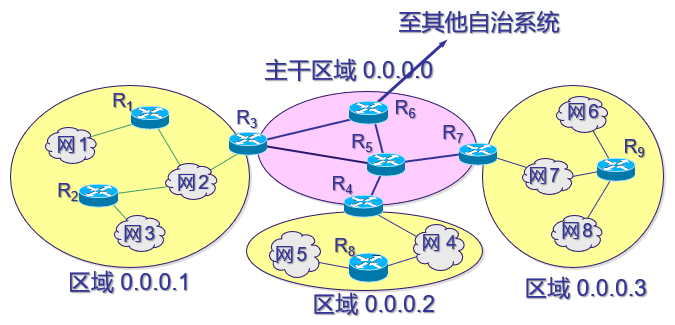 至其他自治系统
主干区域 0.0.0.0
R1
R3
R6
网6
网1
R5
R7
R9
R2
网2
R4
网7
网3
R8
网4
网5
网8
区域 0.0.0.1
区域 0.0.0.2
区域 0.0.0.3